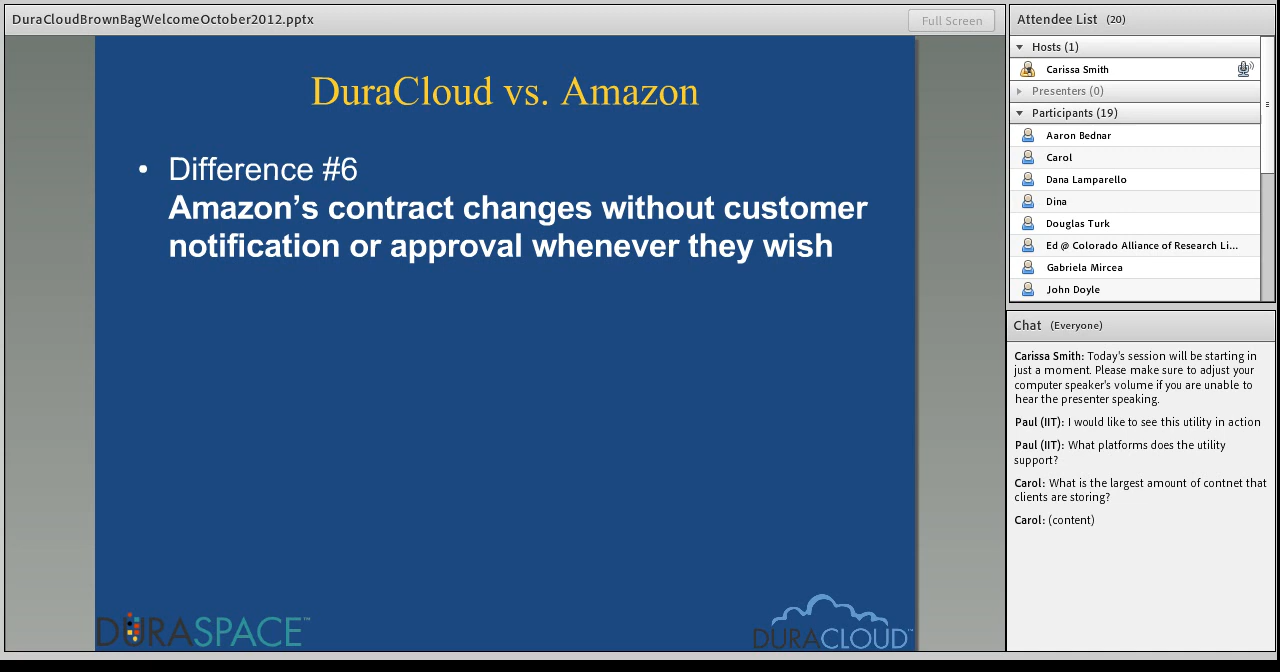 DuraCloudBrownBagWelcomeOctober2012.pptx
Full Screen
DuraCloud vs. Amazon
• Difference #6
Amazon’s contract changes without customer
notification or approval whenever they wish
DURASPACE™
DURACLOUD™
Attendee List (20)
Hosts (1)
Carissa Smith
Presenters (0)
Participants (19)
Aaron Bednar
Carol
Dana Lamparello
Dina
Douglas Turk
Ed @ Colorado Alliance of Research Li...
Gabriela Mircea
John Doyle
Chat (Everyone)
Carissa Smith: Today's session will be starting in
just a moment. Please make sure to adjust your
computer speaker's volume if you are unable to
hear the presenter speaking.
Paul (IIT): I would like to see this utility in action
Paul (IIT): What platforms does the utility
support?
Carol: What is the largest amount of contnet that
clients are storing?
Carol: (content)